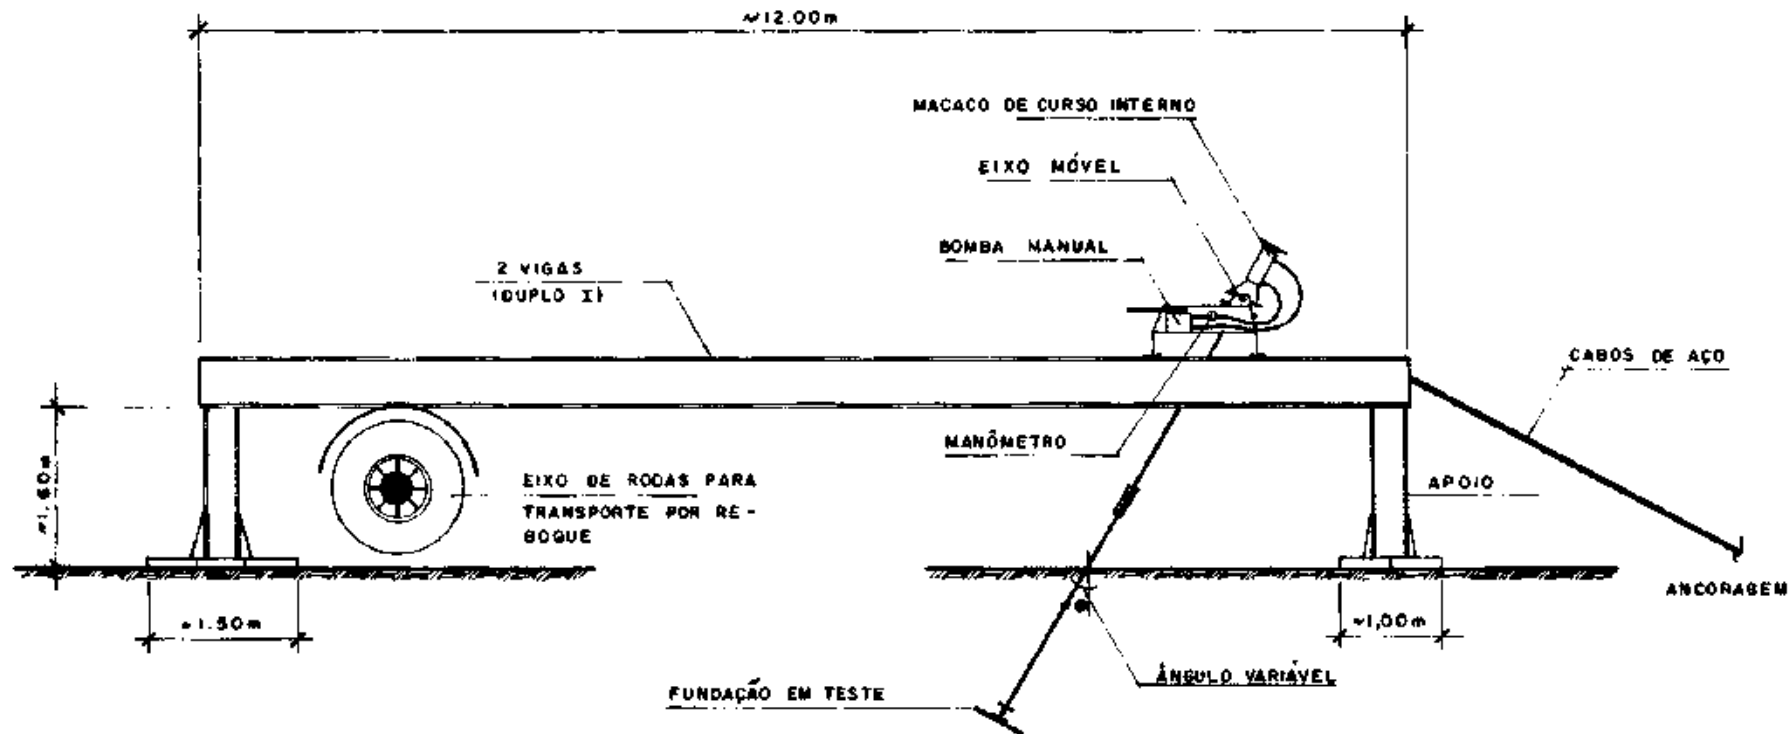 ~12.00m
MACACO DE CURSO INTERNO
EIXO MÓVEL
BOMBA MANUAL
2 VIGAS
(DUPLO I)
CABOS DE AÇO
MANÔMETRO
~1,60m
EIXO DE RODAS PARA
TRANSPORTE POR RE-
BOQUE
APOIO
ANCORAGEM
~1.50m
~1,00m
ÂNGULO VARIÁVEL
FUNDAÇÃO EM TESTE